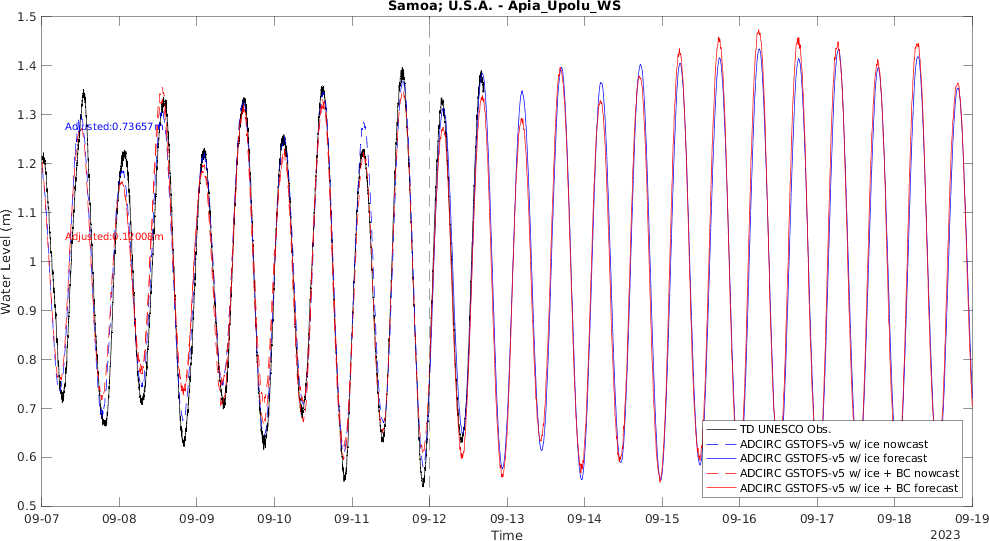 Samoa; U.S.A. - Apia_Upolu_WS
1.5
1.4
1.3
1.2
1.1
1
0.9
0.8
0.7
0.6
0.5
Water Level (m)
Adjusted:0.73657m
Adjusted:0.12008m
TD UNESCO Obs.
ADCIRC GSTOFS-v5 w/ ice nowcast
ADCIRC GSTOFS-v5 w/ ice forecast
ADCIRC GSTOFS-v5 w/ ice + BC nowcast
ADCIRC GSTOFS-v5 w/ ice + BC forecast
09-07 09-08 09-09 09-10 09-11 09-12 09-13 09-14 09-15 09-16 09-17 09-18 09-19
Time
2023